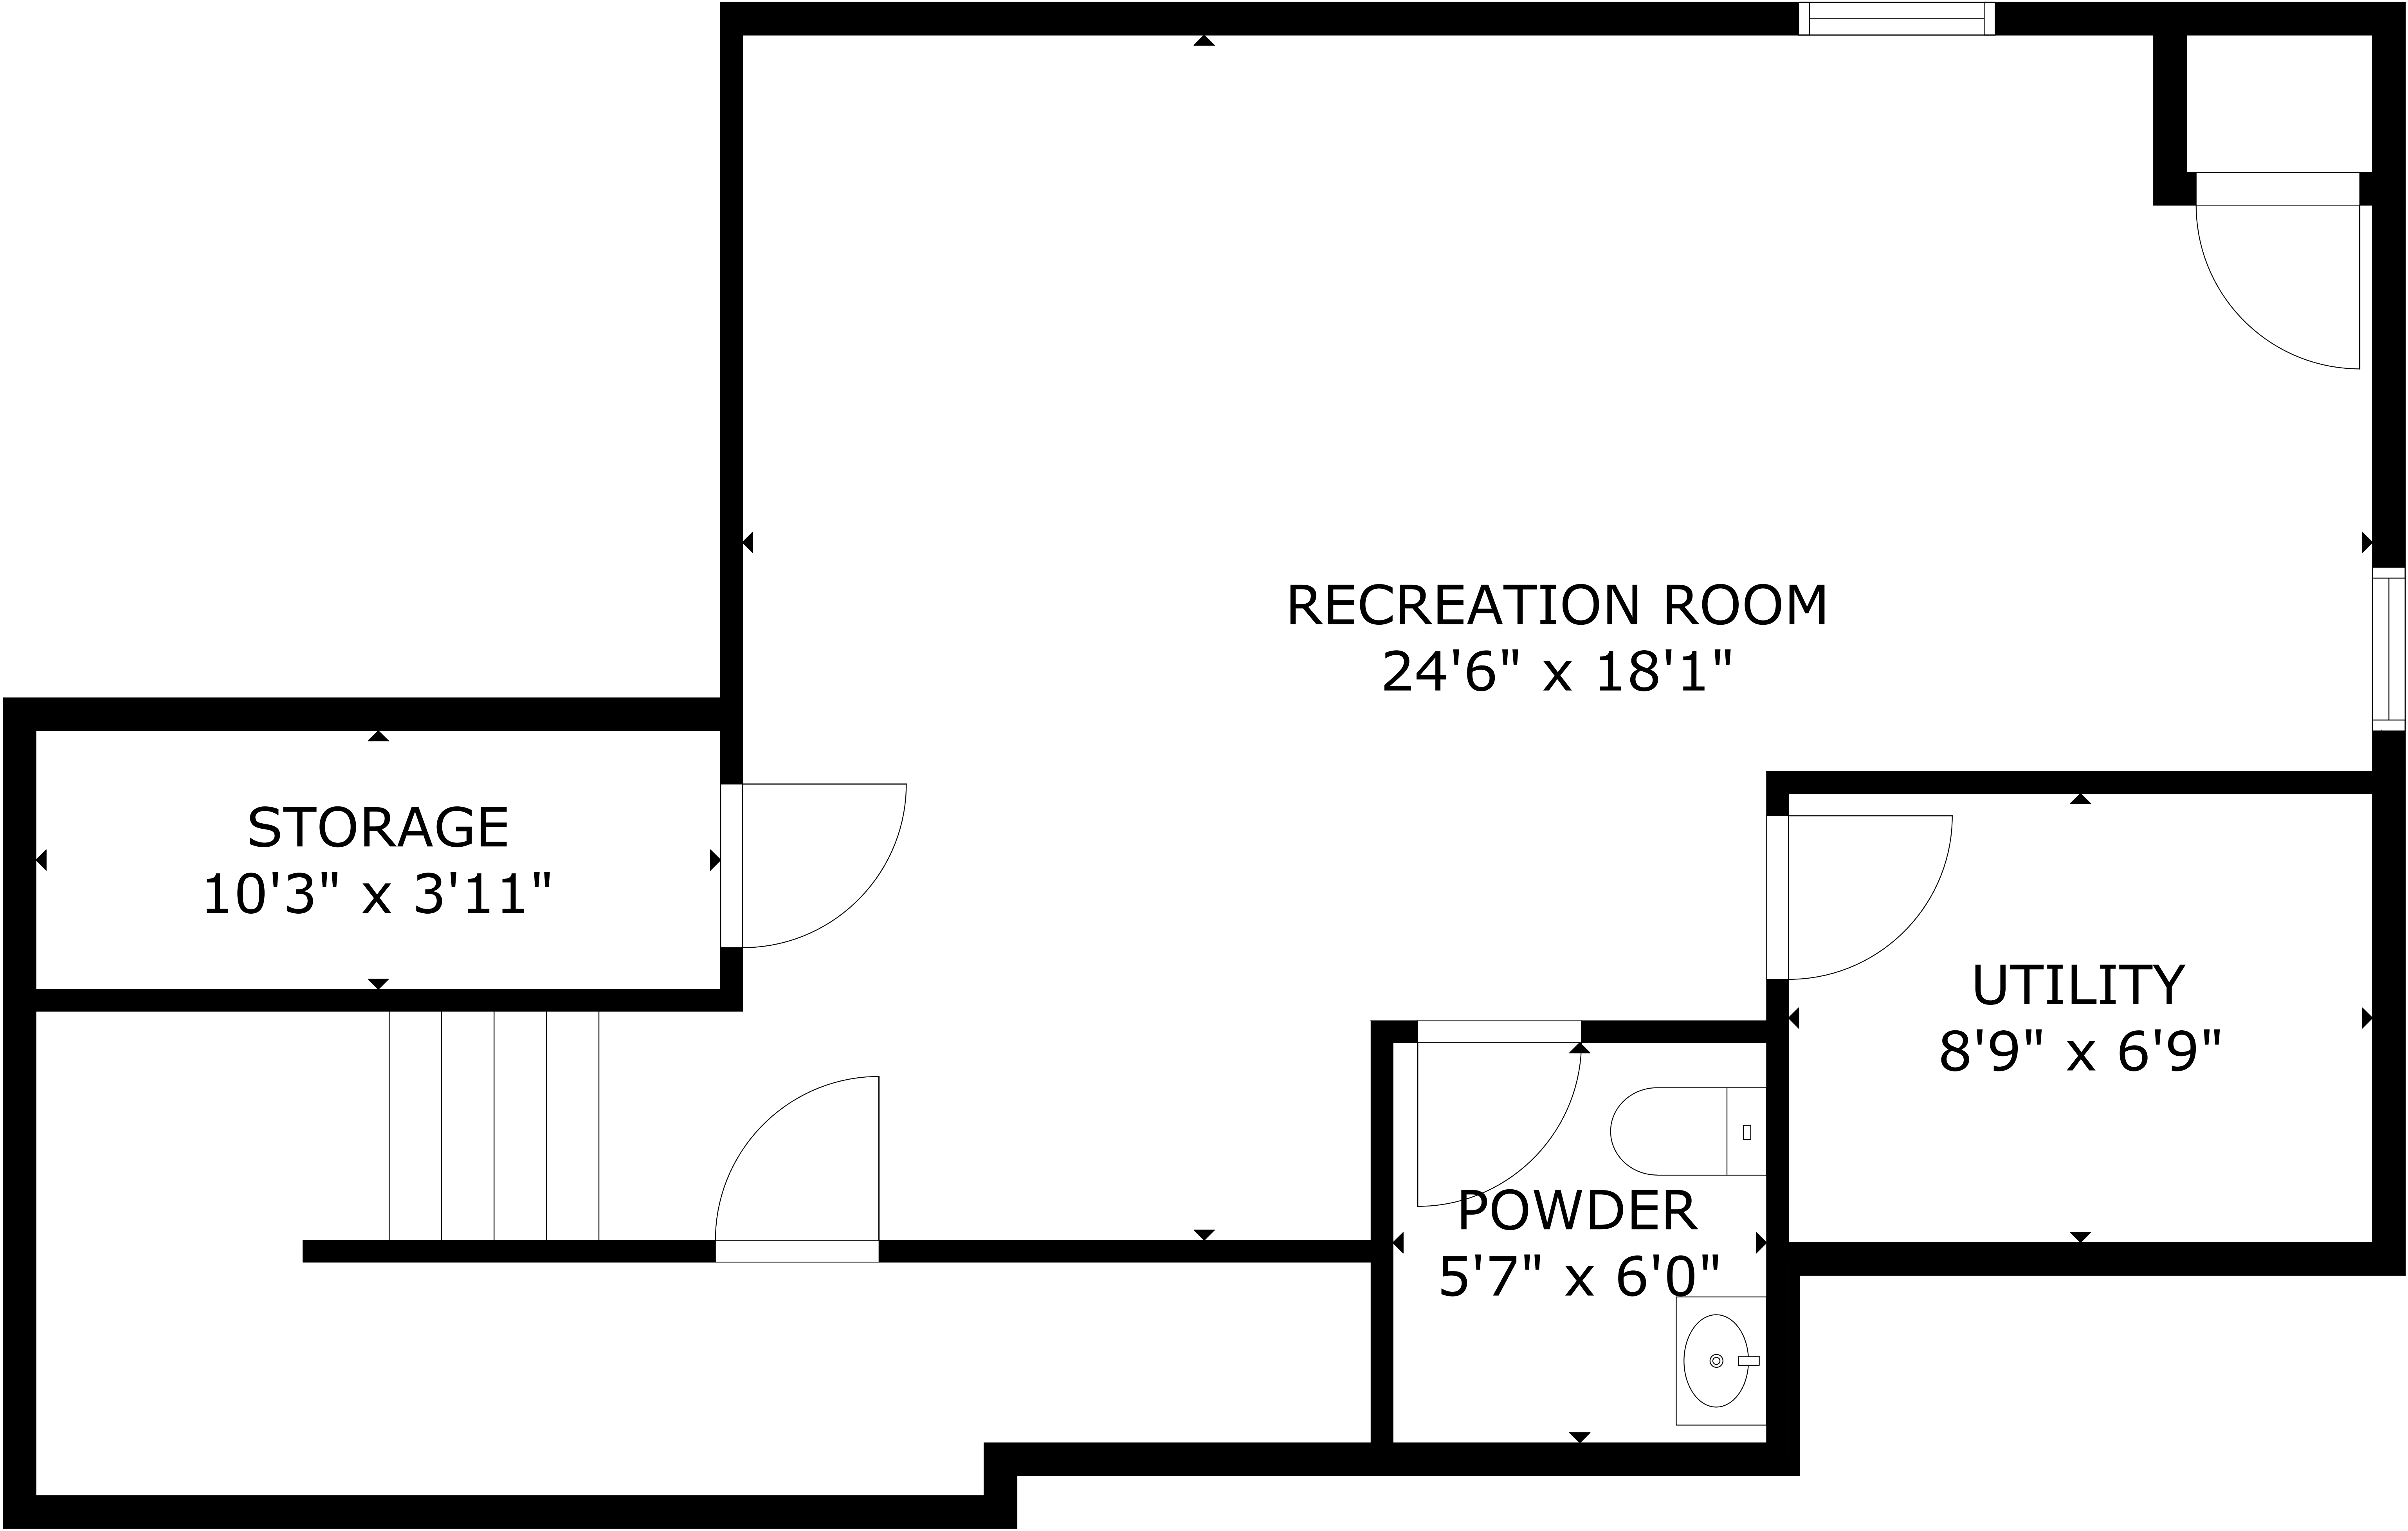 RECREATION ROOM
24'6" x 18'1"
STORAGE
10'3" x 3'11"
UTILITY
8'9" x 6'9"
POWDER
5'7" x 6'0"